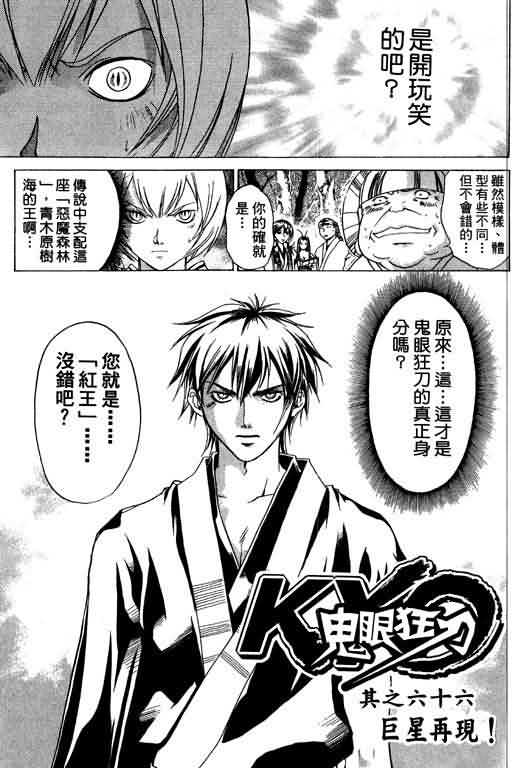 是開玩笑
的吧？
雖然模樣、體
型有些不同…
但不會錯的…
你的確就
是…
傳說中支配這
座「惡魔森林
」，青木原樹
海的王啊…
原來…這…這才是
鬼眼狂刀的真正身
分嗎？
您就是……
「紅王」……
沒錯吧？
KYO
鬼眼狂刀
其之六十六
巨星再現！